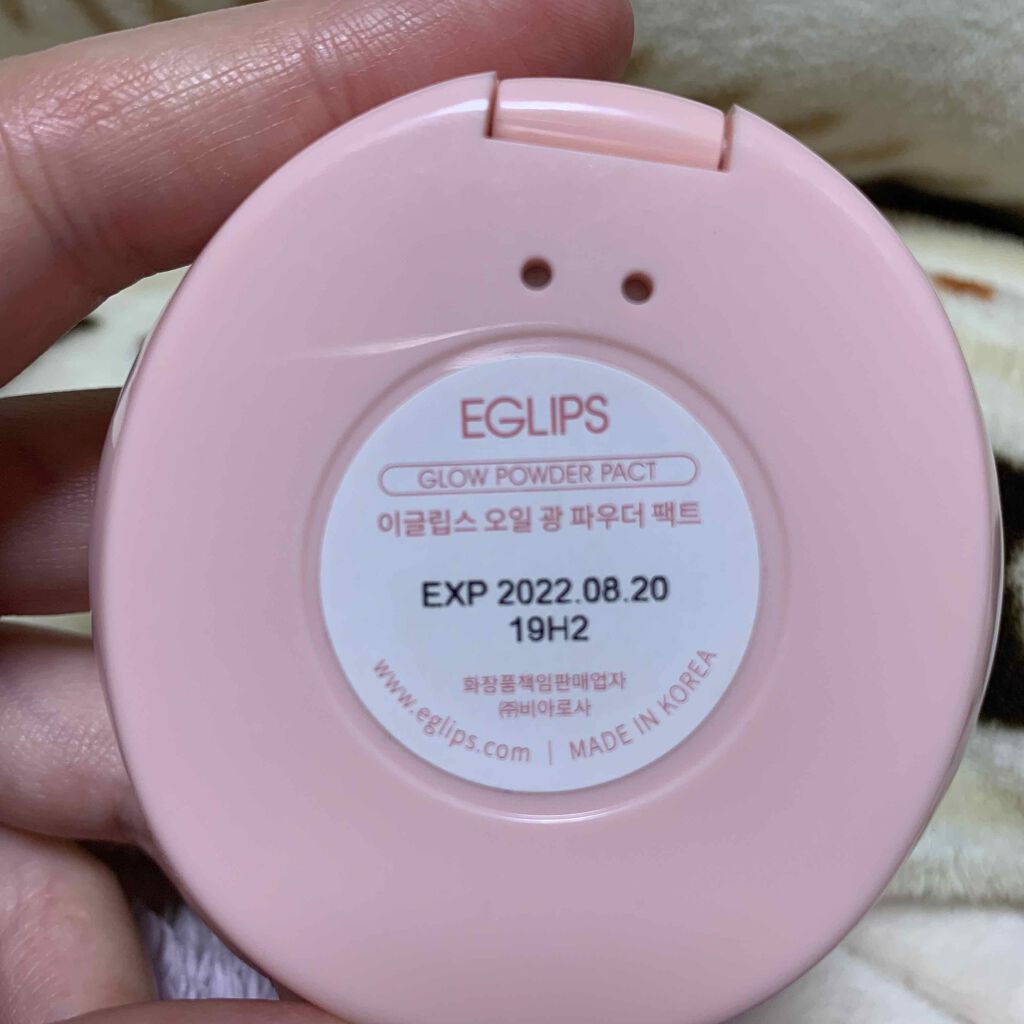 EGLIPS
GLOW POWDER PACT
이글립스 오일 광 파우더 팩트
EXP 2022.08.20
19H2
화장품책임판매업자
㈜비아로사
www.eglips.com | MADE IN KOREA